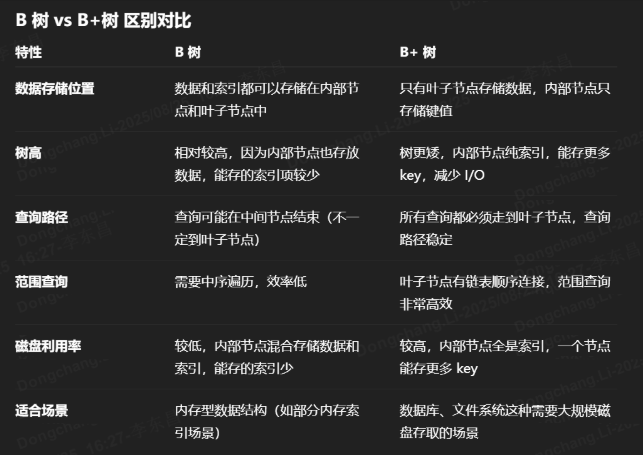 B 树 vs B+树 区别对比
特性 B 树 B+ 树
数据存储位置 数据和索引都可以存储在内部节 只有叶子节点存储数据，内部节点只
点和叶子节点中 存储键值
树高 相对较高，因为内部节点也存放 树更矮，内部节点纯索引，能存更多
数据，能存的索引项较少 key，减少 I/O
查询路径 查询可能在中间节点结束（不一 所有查询都必须走到叶子节点，查询
定到叶子节点） 路径稳定
范围查询 需要中序遍历，效率低 叶子节点有链表顺序连接，范围查询
非常高效
磁盘利用率 较低，内部节点混合存储数据和 较高，内部节点全是索引，一个节点
索引，能存的索引少 能存更多 key
适合场景 内存型数据结构（如部分内存索 数据库、文件系统这种需要大规模磁
引场景） 盘存取的场景